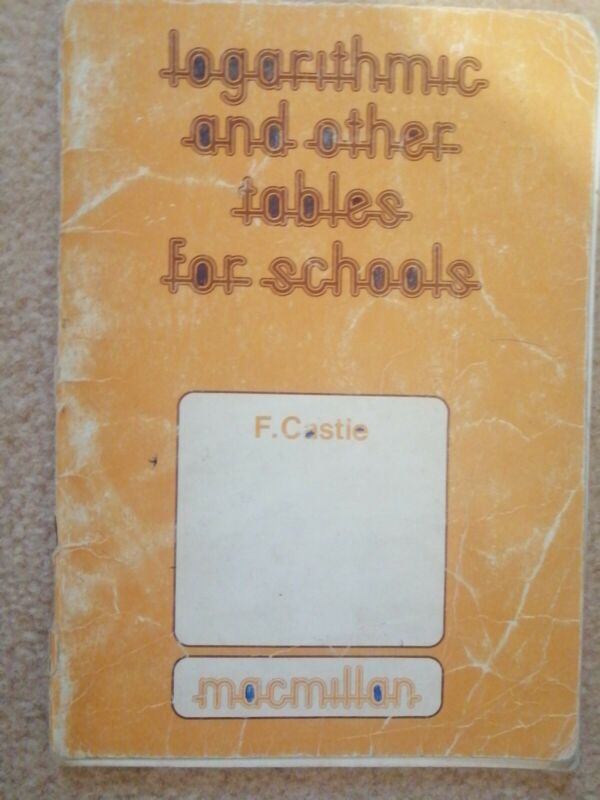 logarithmic
and other
tables
for schools
F.Castle
macmillan